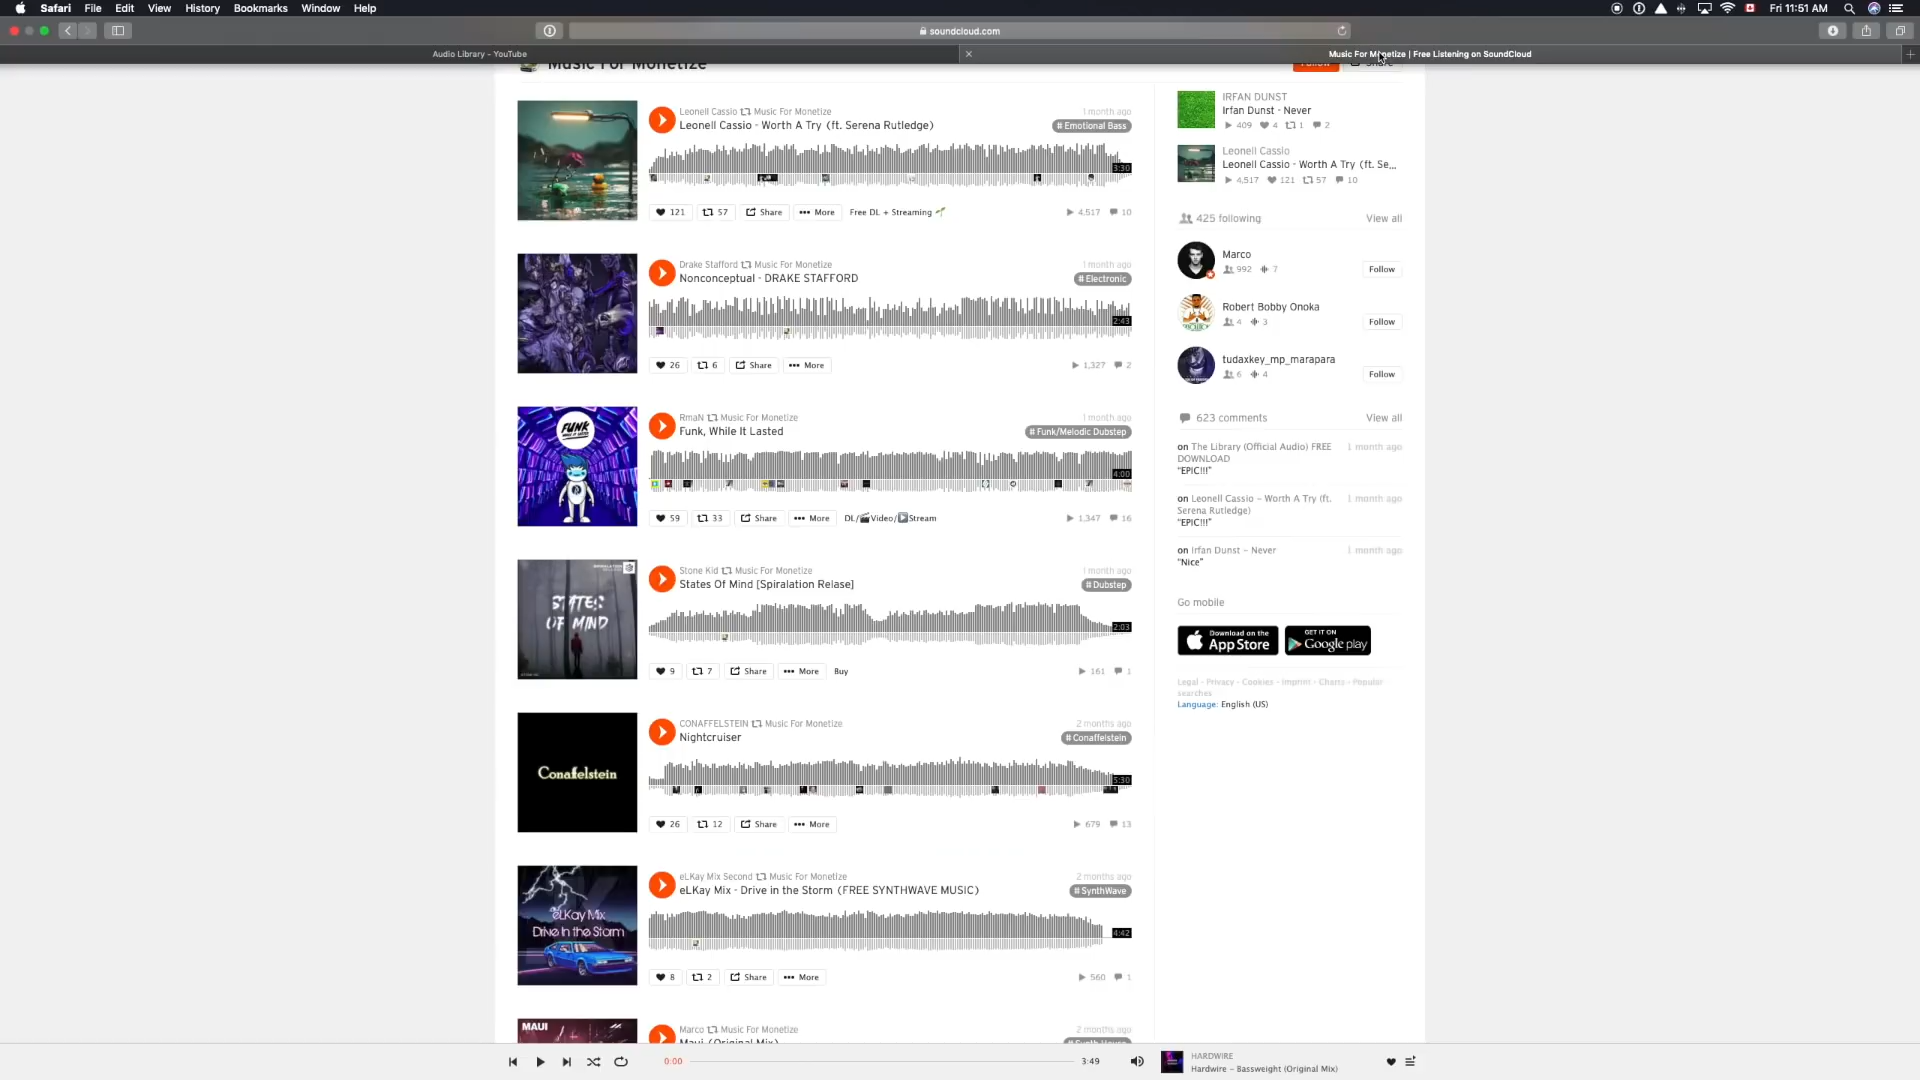 Safari File Edit View History Bookmarks Window Help
Fri 11:51 AM
soundcloud.com
Audio Library - YouTube
Music For Monetize | Free Listening on SoundCloud
Music For Monetize
Follow Share
Leonell Cassio Music For Monetize 1 month ago
Leonell Cassio - Worth A Try (ft. Serena Rutledge) # Emotional Bass
3:30
121 57 Share More Free DL + Streaming 4,517 10
Drake Stafford Music For Monetize 1 month ago
Nonconceptual - DRAKE STAFFORD # Electronic
2:43
26 6 Share More 1,327 2
FUNK
RmaN Music For Monetize 1 month ago
Funk, While It Lasted # Funk/Melodic Dubstep
4:00
59 33 Share More DL/Video/Stream 1,347 16
STATES
OF MIND
Stone Kid Music For Monetize 1 month ago
States Of Mind [Spiralation Relase] # Dubstep
2:03
9 7 Share More Buy 161 1
Conaffelstein
CONAFFELSTEIN Music For Monetize 2 months ago
Nightcruiser # Conaffelstein
5:30
26 12 Share More 679 13
eLKay Mix
Drive In the Storm
eLKay Mix Second Music For Monetize 2 months ago
eLKay Mix - Drive in the Storm (FREE SYNTHWAVE MUSIC) # SynthWave
4:42
8 2 Share More 560 1
MAUI
Marco Music For Monetize 2 months ago
Maui (Original Mix) # Synth House
IRFAN DUNST
Irfan Dunst - Never
409 4 1 2
Leonell Cassio
Leonell Cassio - Worth A Try (ft. Se...
4,517 121 57 10
425 following View all
Marco
992 7 Follow
Robert Bobby Onoka
4 3 Follow
tudaxkey_mp_marapara
6 4 Follow
623 comments View all
on The Library (Official Audio) FREE 1 month ago
DOWNLOAD
"EPIC!!!"
on Leonell Cassio – Worth A Try (ft. 1 month ago
Serena Rutledge)
"EPIC!!!"
on Irfan Dunst – Never 1 month ago
"Nice"
Go mobile
Download on the
App Store
GET IT ON
Google play
Legal - Privacy - Cookies - Imprint - Charts - Popular
searches
Language: English (US)
0:00 3:49
HARDWIRE
Hardwire – Bassweight (Original Mix)